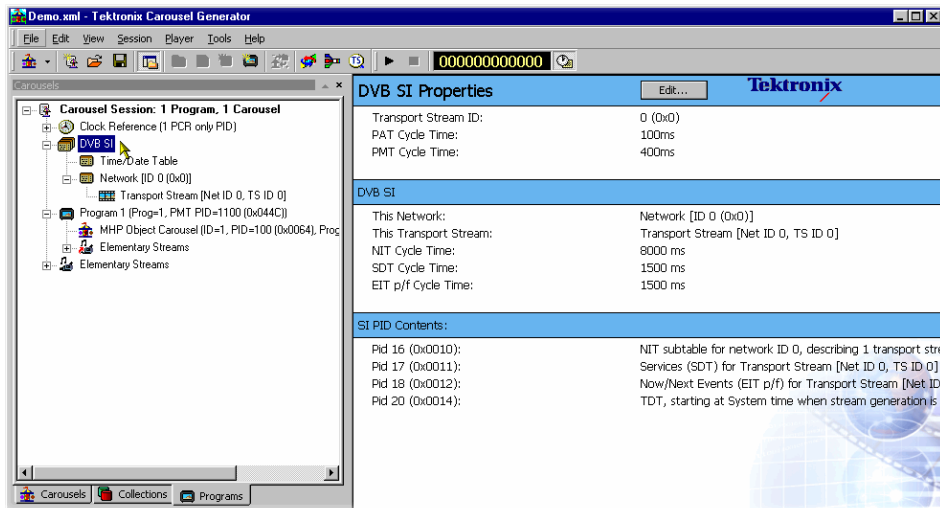 Demo.xml - Tektronix Carousel Generator
File Edit View Session Player Tools Help
TS 000000000000
Carousels
Carousel Session: 1 Program, 1 Carousel
Clock Reference (1 PCR only PID)
DVB SI
Time/Date Table
Network [ID 0 (0x0)]
Transport Stream [Net ID 0, TS ID 0]
Program 1 (Prog=1, PMT PID=1100 (0x044C))
MHP Object Carousel (ID=1, PID=100 (0x0064), Prog
Elementary Streams
Elementary Streams
Carousels Collections Programs
DVB SI Properties Edit... Tektronix
Transport Stream ID: 0 (0x0)
PAT Cycle Time: 100ms
PMT Cycle Time: 400ms
DVB SI
This Network: Network [ID 0 (0x0)]
This Transport Stream: Transport Stream [Net ID 0, TS ID 0]
NIT Cycle Time: 8000 ms
SDT Cycle Time: 1500 ms
EIT p/f Cycle Time: 1500 ms
SI PID Contents:
Pid 16 (0x0010): NIT subtable for network ID 0, describing 1 transport stre
Pid 17 (0x0011): Services (SDT) for Transport Stream [Net ID 0, TS ID 0]
Pid 18 (0x0012): Now/Next Events (EIT p/f) for Transport Stream [Net ID
Pid 20 (0x0014): TDT, starting at System time when stream generation is